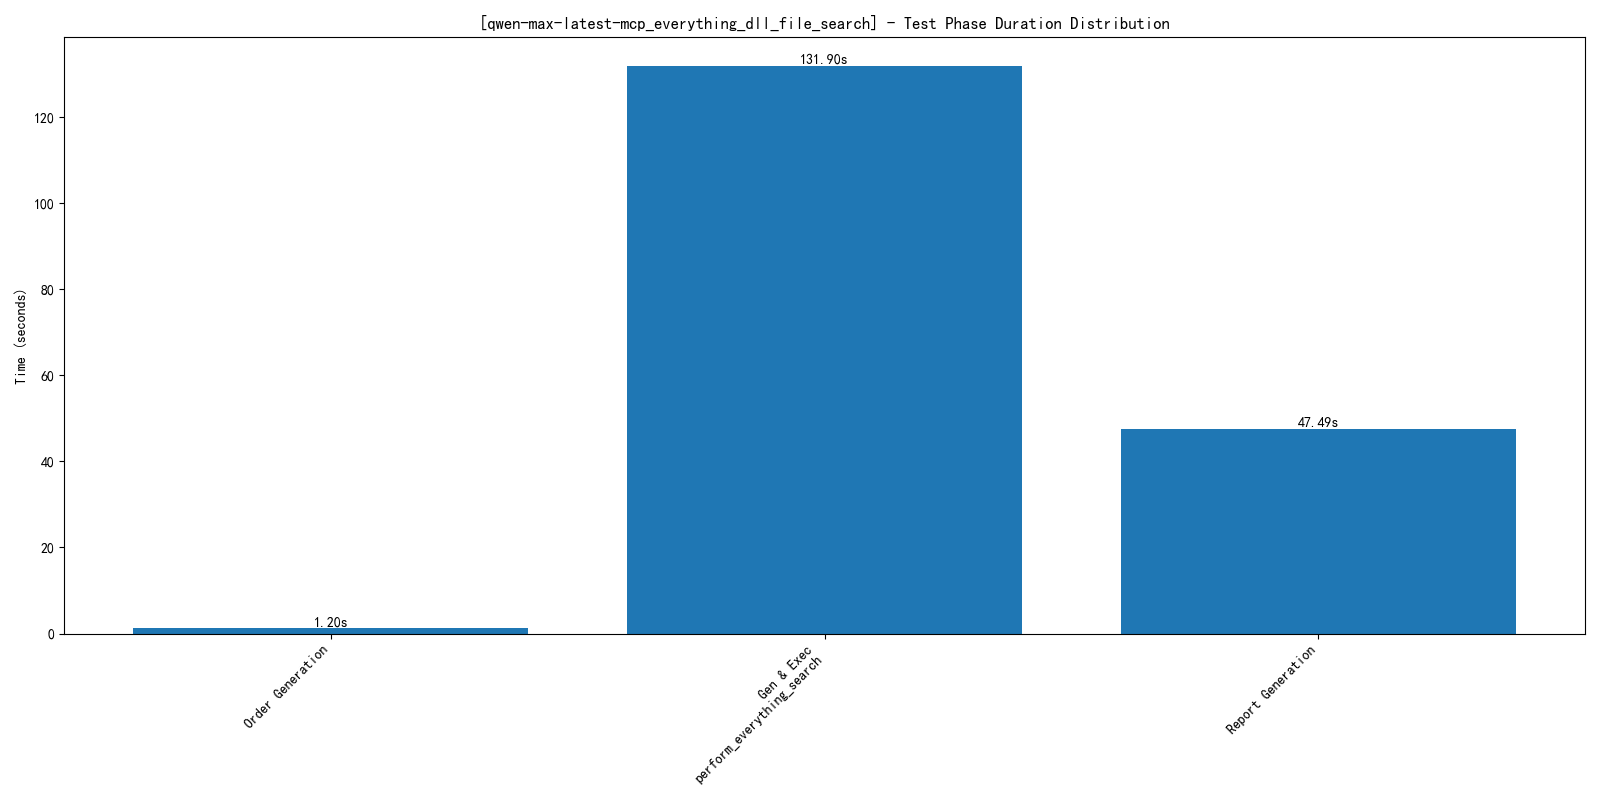 [qwen-max-latest-mcp_everything_dll_file_search] - Test Phase Duration Distribution
Time (seconds)
120
100
80
60
40
20
0
1.20s
131.90s
47.49s
Order Generation
Gen & Exec
perform_everything_search
Report Generation